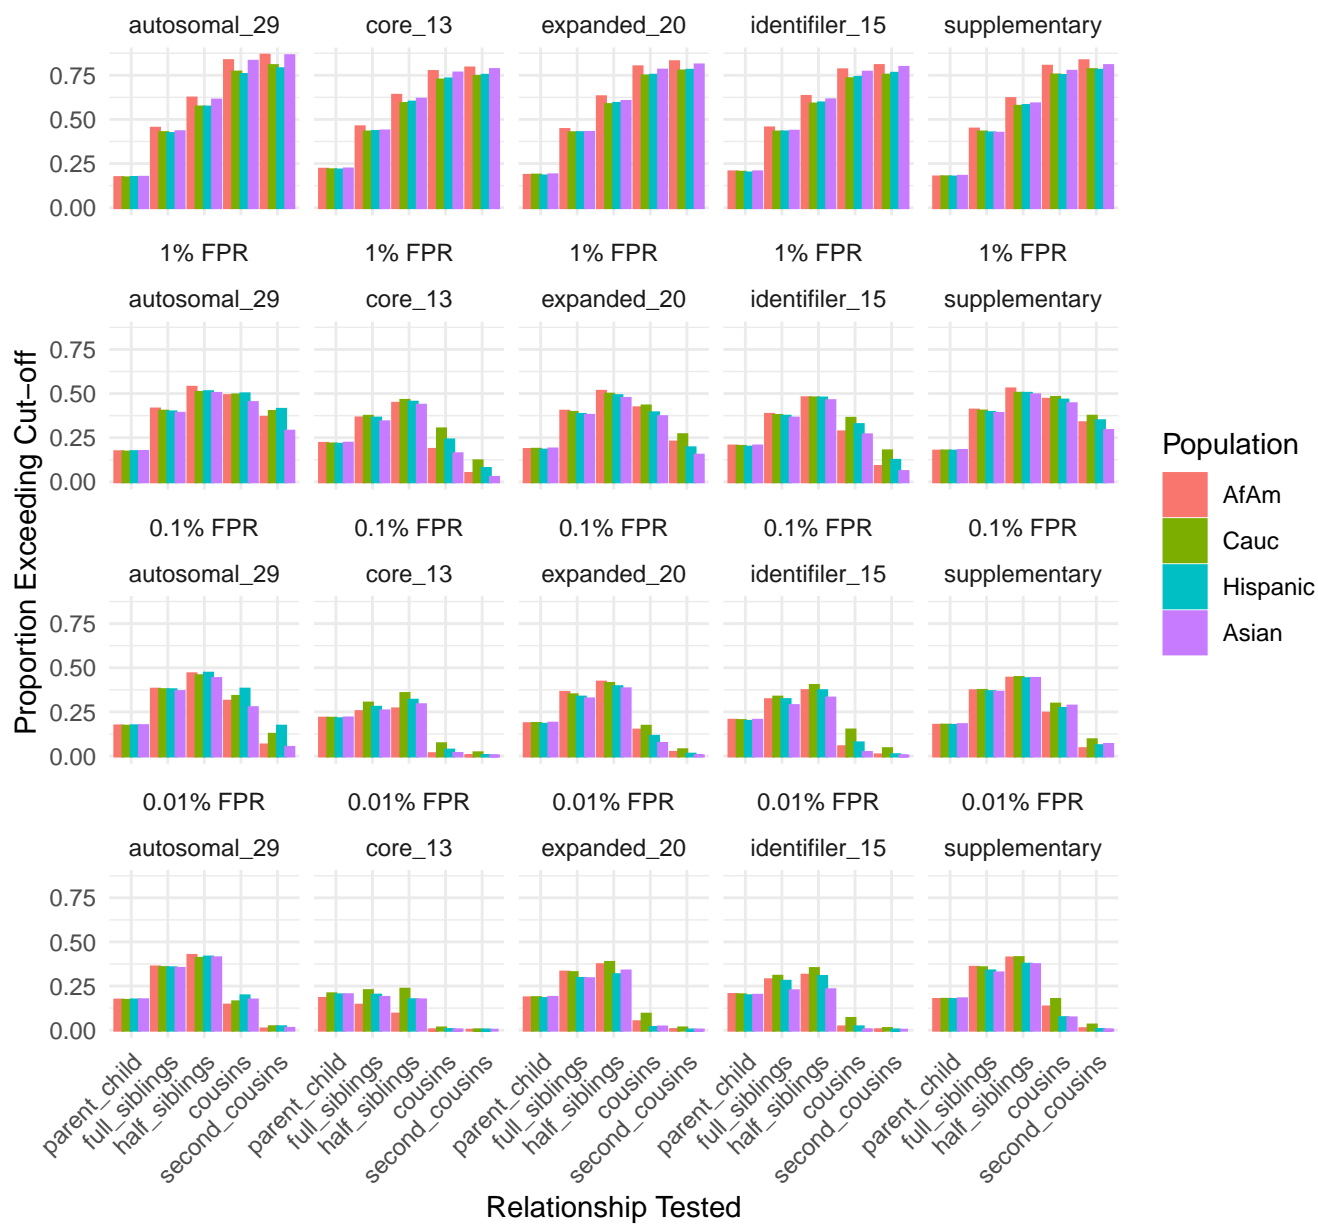 autosomal_29 core_13 expanded_20 identifiler_15 supplementary
0.75
0.50
0.25
0.00
1% FPR 1% FPR 1% FPR 1% FPR 1% FPR
autosomal_29 core_13 expanded_20 identifiler_15 supplementary
0.75
0.50
0.25
0.00
0.1% FPR 0.1% FPR 0.1% FPR 0.1% FPR 0.1% FPR
autosomal_29 core_13 expanded_20 identifiler_15 supplementary
0.75
0.50
0.25
0.00
0.01% FPR 0.01% FPR 0.01% FPR 0.01% FPR 0.01% FPR
autosomal_29 core_13 expanded_20 identifiler_15 supplementary
0.75
0.50
0.25
0.00
parent_child
full_siblings
half_siblings
cousins
second_cousins
parent_child
full_siblings
half_siblings
cousins
second_cousins
parent_child
full_siblings
half_siblings
cousins
second_cousins
parent_child
full_siblings
half_siblings
cousins
second_cousins
parent_child
full_siblings
half_siblings
cousins
second_cousins
Relationship Tested
Proportion Exceeding Cut−off
Population
AfAm
Cauc
Hispanic
Asian